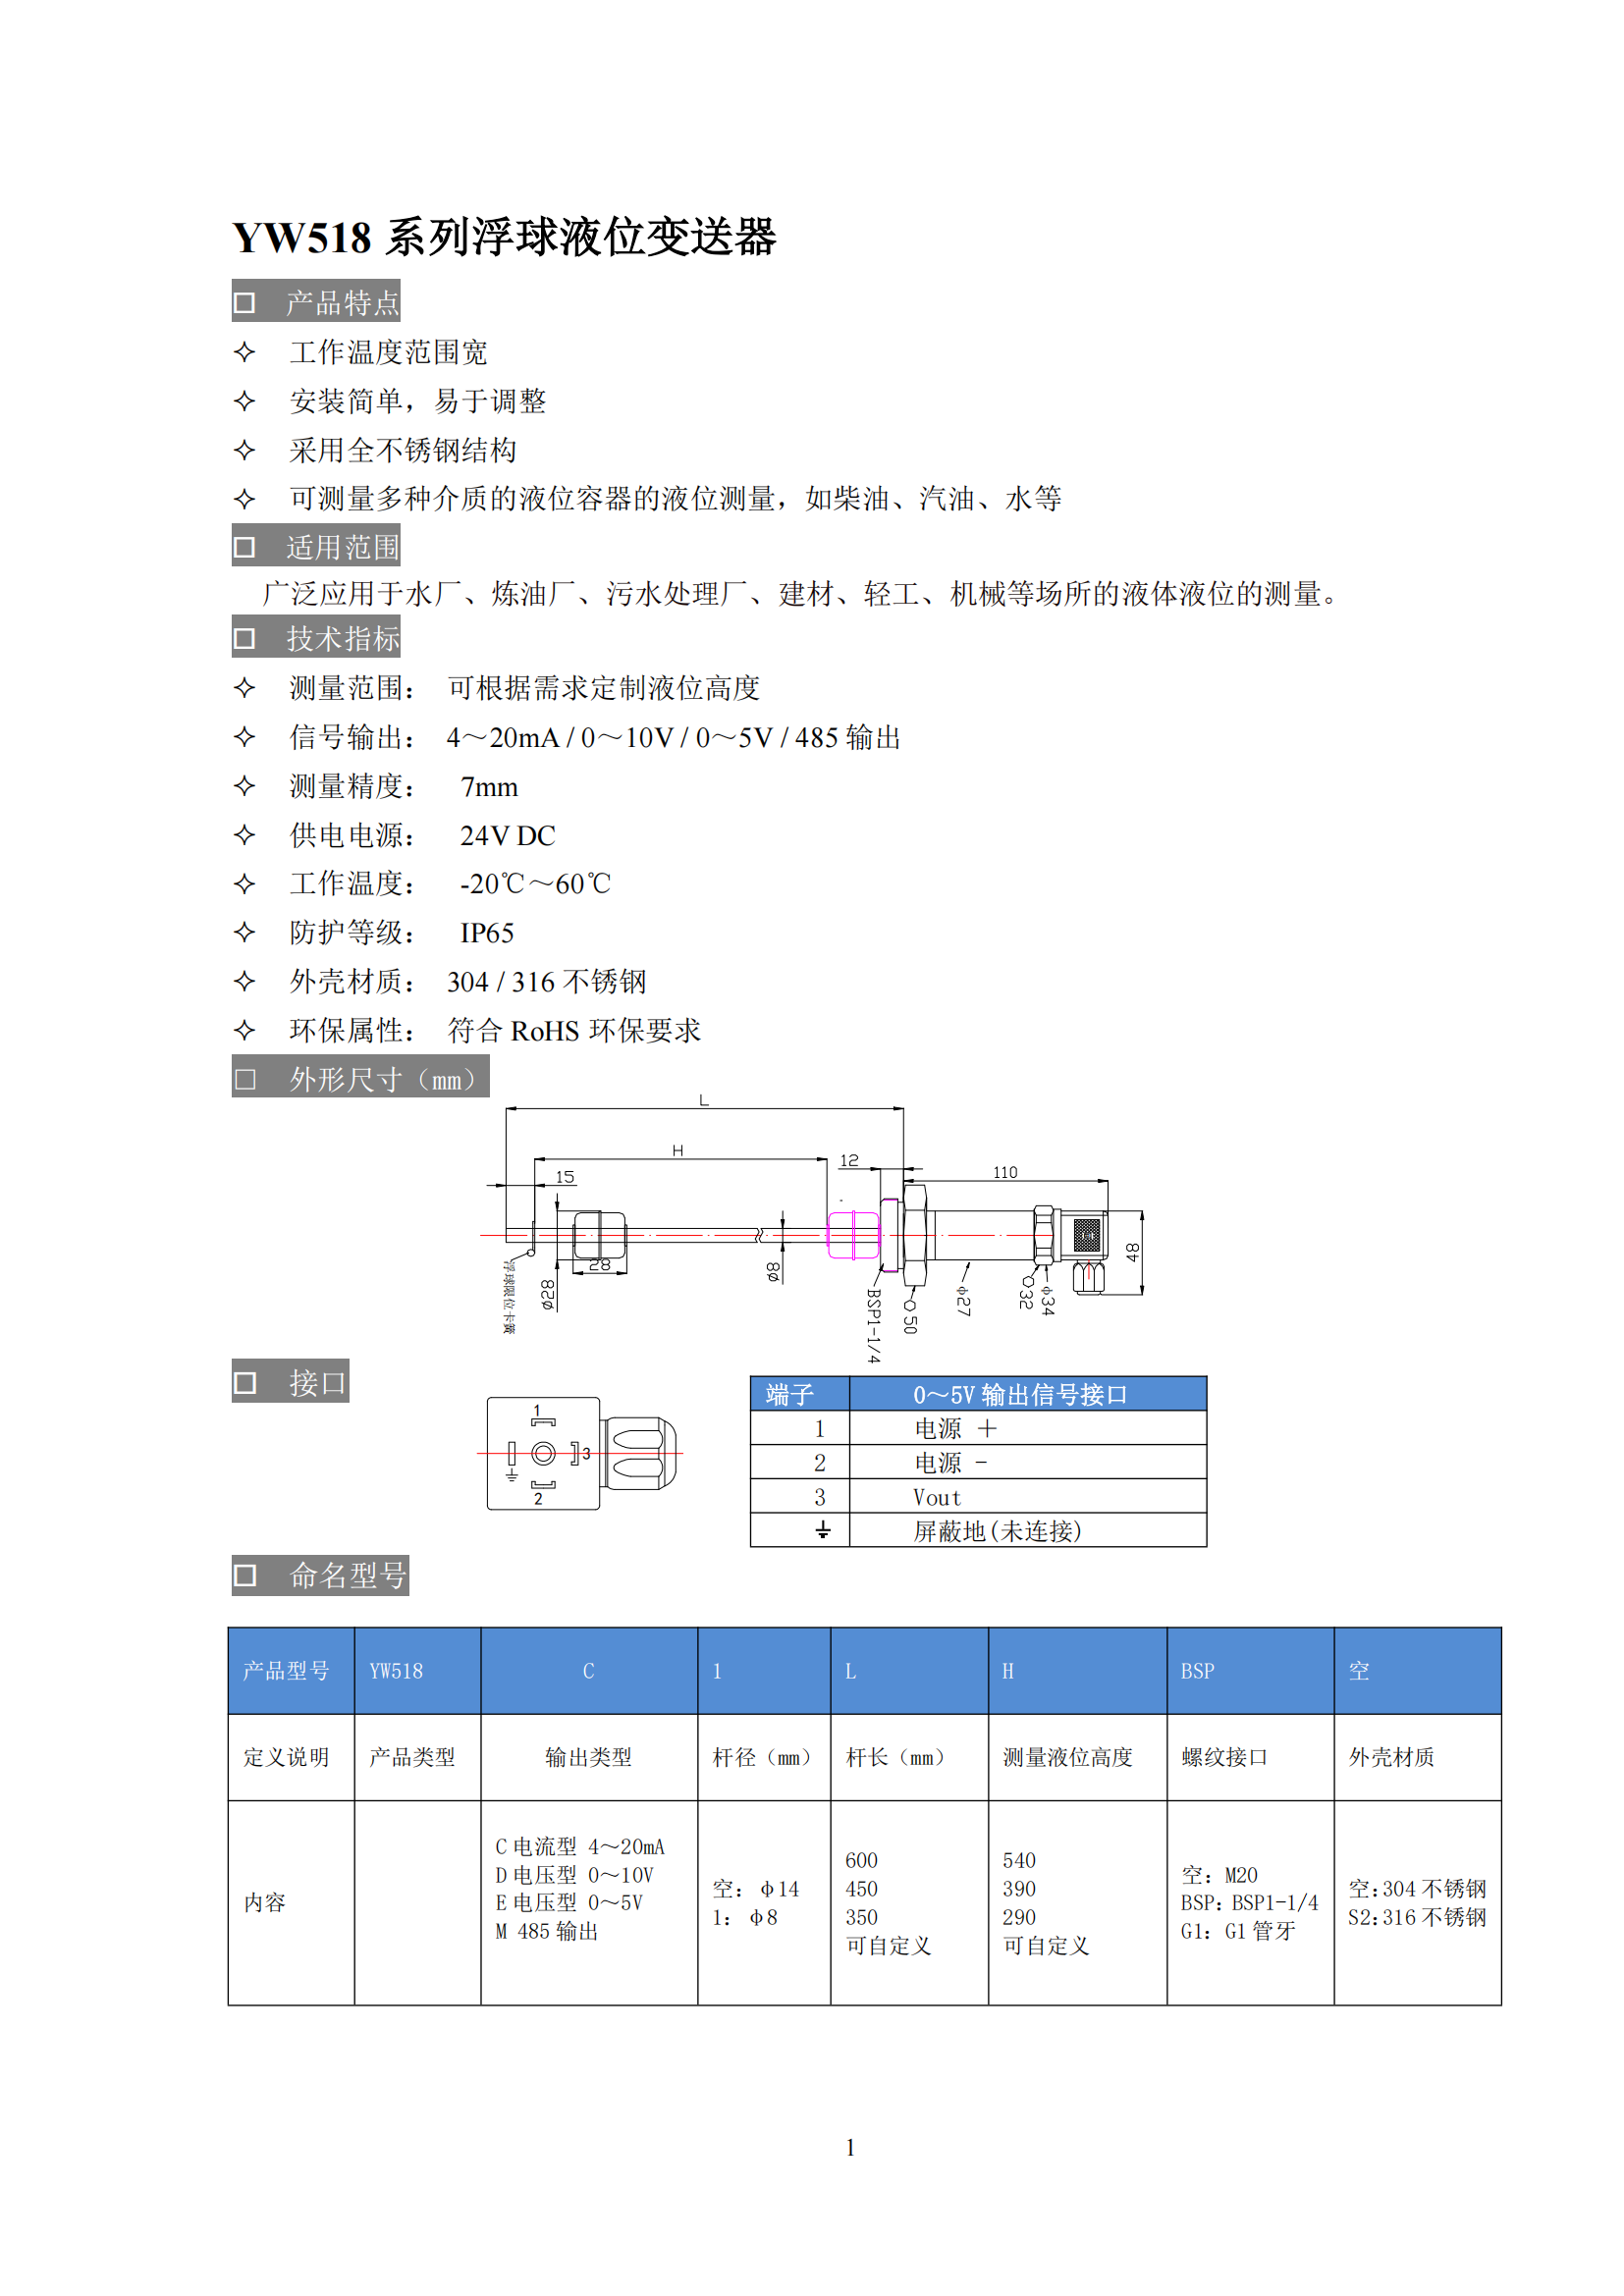 YW518 系列浮球液位变送器
□ 产品特点
✧ 工作温度范围宽
✧ 安装简单，易于调整
✧ 采用全不锈钢结构
✧ 可测量多种介质的液位容器的液位测量，如柴油、汽油、水等
□ 适用范围
广泛应用于水厂、炼油厂、污水处理厂、建材、轻工、机械等场所的液体液位的测量。
□ 技术指标
✧ 测量范围： 可根据需求定制液位高度
✧ 信号输出： 4～20mA / 0～10V / 0～5V / 485 输出
✧ 测量精度： 7mm
✧ 供电电源： 24V DC
✧ 工作温度： -20℃～60℃
✧ 防护等级： IP65
✧ 外壳材质： 304 / 316 不锈钢
✧ 环保属性： 符合 RoHS 环保要求
□ 外形尺寸（mm）
L
H
12
110
15
48
28
ø28
ø8
浮球限位卡簧
BSP1-1/4
50
φ27
32
φ34
□ 接口
1
3
2
端子 0～5V 输出信号接口
1 电源 ＋
2 电源 －
3 Vout
⏚ 屏蔽地(未连接)
□ 命名型号
产品型号 YW518 C 1 L H BSP 空
定义说明 产品类型 输出类型 杆径（mm） 杆长（mm） 测量液位高度 螺纹接口 外壳材质
内容
C 电流型 4～20mA
D 电压型 0～10V
E 电压型 0～5V
M 485 输出
空：φ14
1：φ8
600
450
350
可自定义
540
390
290
可自定义
空：M20
BSP：BSP1-1/4
G1：G1 管牙
空:304 不锈钢
S2:316 不锈钢
1